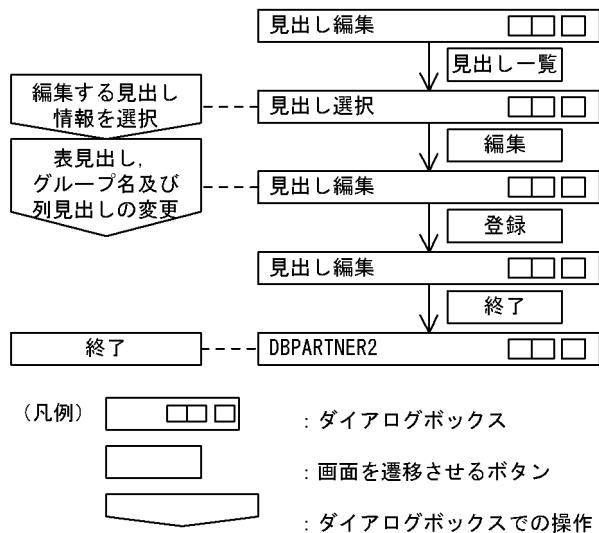 見出し編集
見出し一覧
編集する見出し
情報を選択
見出し選択
編集
表見出し,
グループ名及び
列見出しの変更
見出し編集
登録
見出し編集
終了
終了
DBPARTNER2
(凡例)
:ダイアログボックス
:画面を遷移させるボタン
:ダイアログボックスでの操作